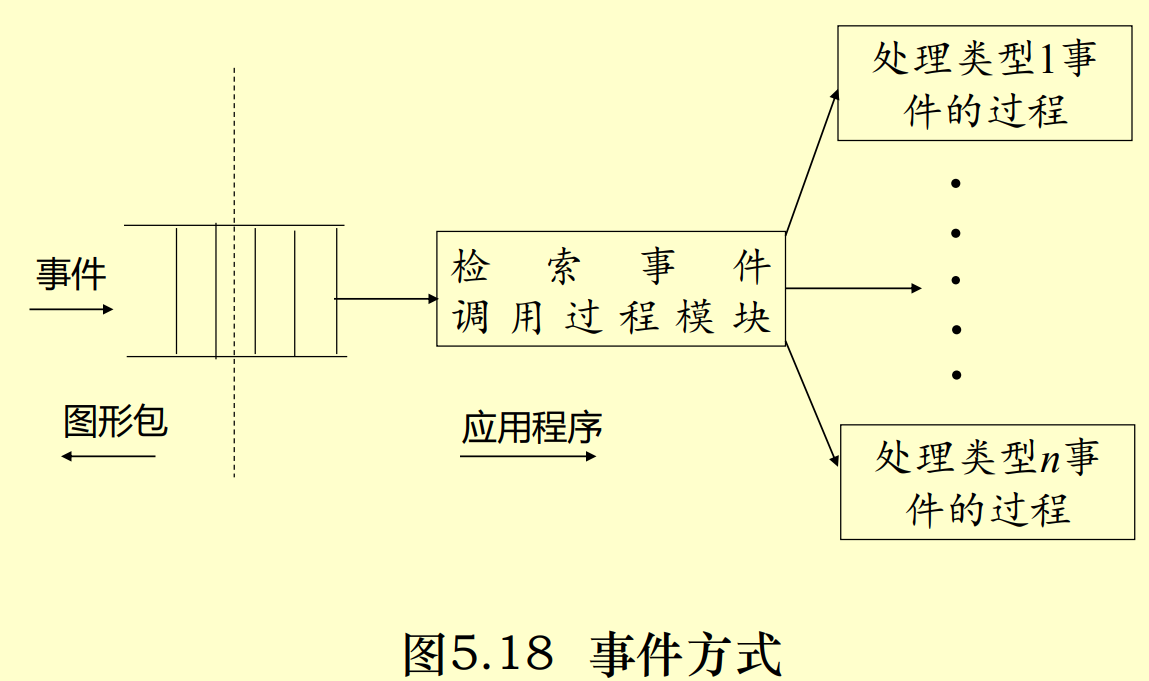 处理类型1事
件的过程
事件
检索事件
调用过程模块
图形包
应用程序
处理类型n事
件的过程
图5.18 事件方式